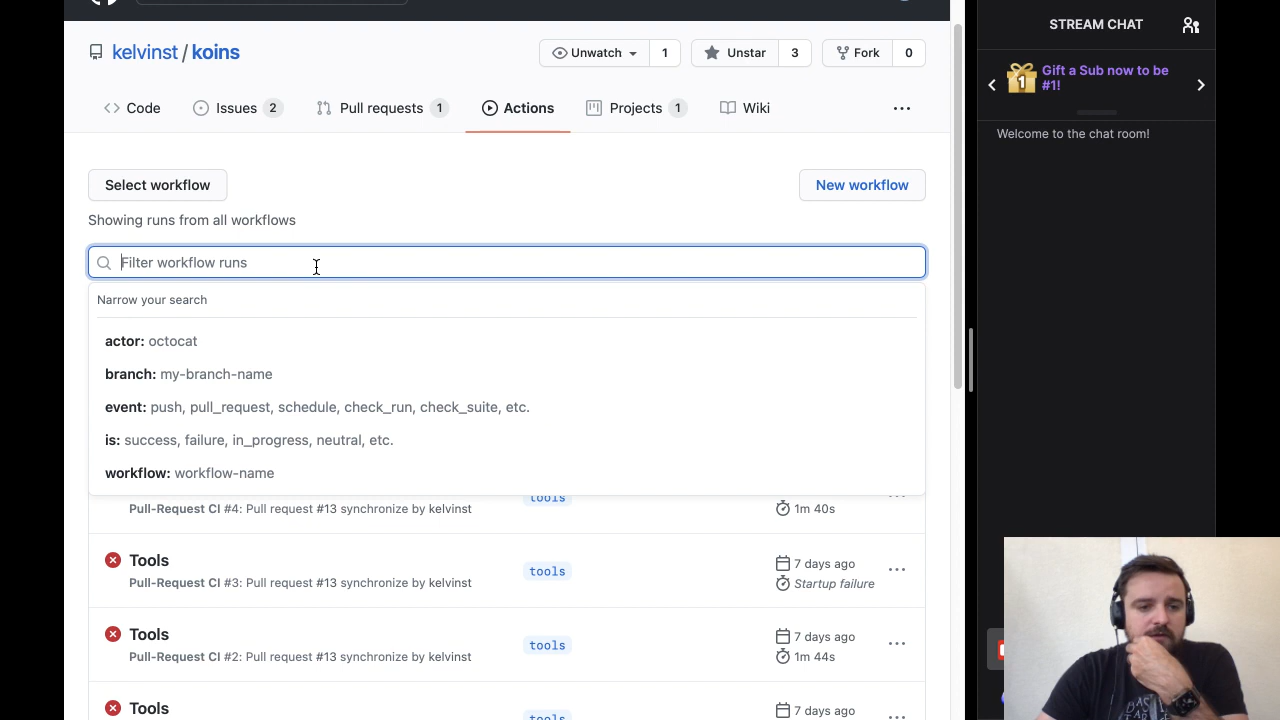 STREAM CHAT
kelvinst / koins
Unwatch 1
Unstar 3
Fork 0
Gift a Sub now to be
#1!
1
Code
Issues 2
Pull requests 1
Actions
Projects 1
Wiki
Welcome to the chat room!
Select workflow
New workflow
Showing runs from all workflows
Filter workflow runs
Narrow your search
actor: octocat
branch: my-branch-name
event: push, pull_request, schedule, check_run, check_suite, etc.
is: success, failure, in_progress, neutral, etc.
workflow: workflow-name
tools
Pull-Request CI #4: Pull request #13 synchronize by kelvinst
1m 40s
Tools
tools
7 days ago
Pull-Request CI #3: Pull request #13 synchronize by kelvinst
Startup failure
Tools
tools
7 days ago
Pull-Request CI #2: Pull request #13 synchronize by kelvinst
1m 44s
Tools
tools
7 days ago